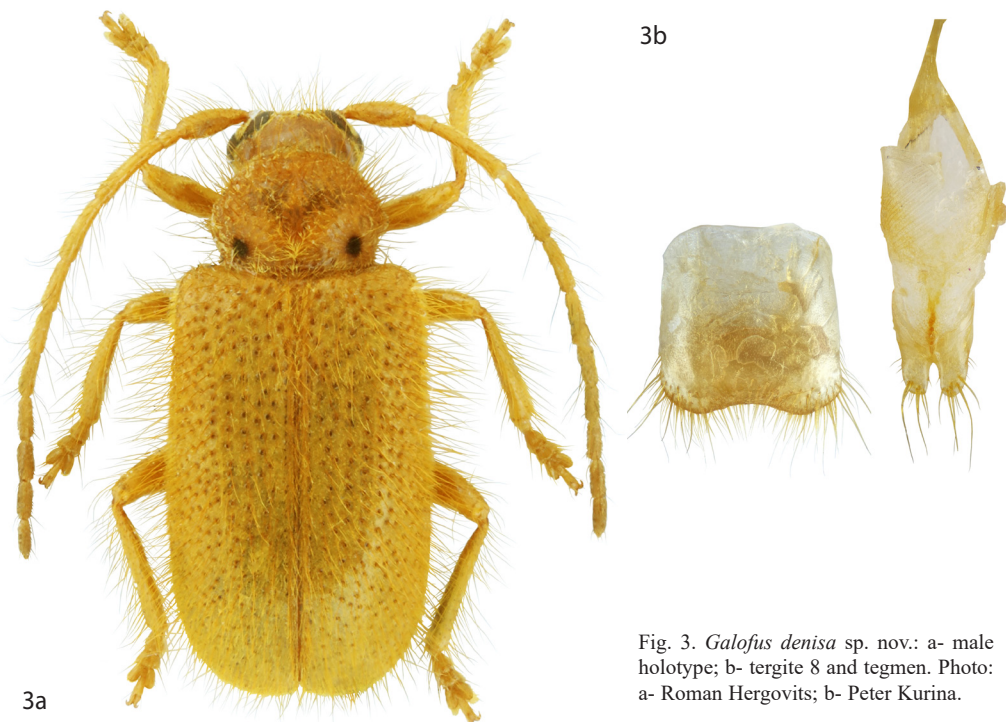 3b
3a
Fig. 3. Galofus denisa sp. nov.: a- male
holotype; b- tergite 8 and tegmen. Photo:
a- Roman Hergovits; b- Peter Kurina.